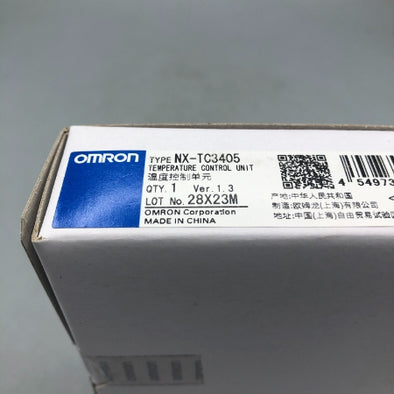 OMRON
TYPE NX-TC3405
TEMPERATURE CONTROL UNIT
温度控制单元
QTY. 1 Ver. 1.3
LOT No. 28X23M
OMRON Corporation
MADE IN CHINA
4 54973
产地:中华人民共和国
制造:欧姆龙(上海)有
地址:中国(上海)自由贸易试验